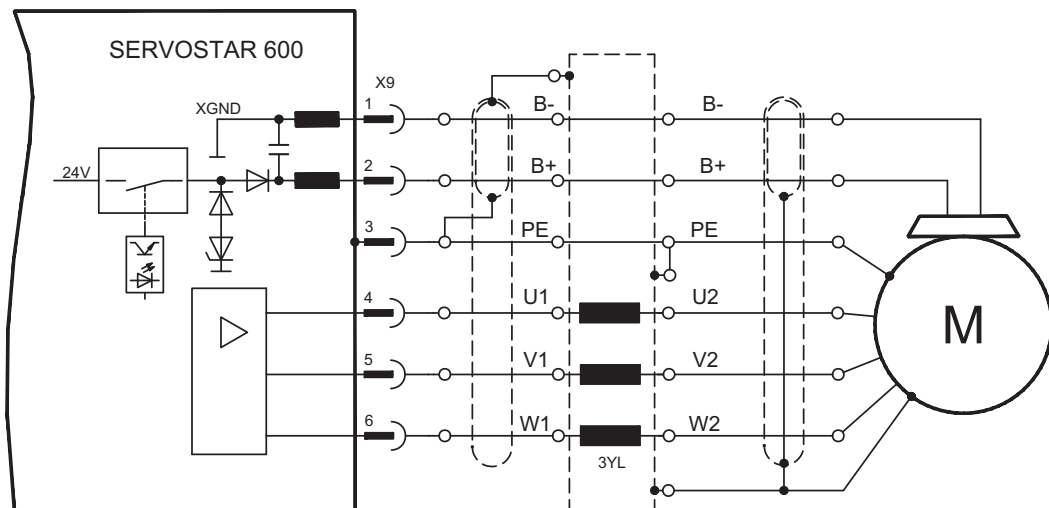 SERVOSTAR 600
X9
XGND
1
B-
B-
24V
2
B+
B+
3
PE
PE
4
U1
U2
M
5
V1
V2
6
W1
W2
3YL